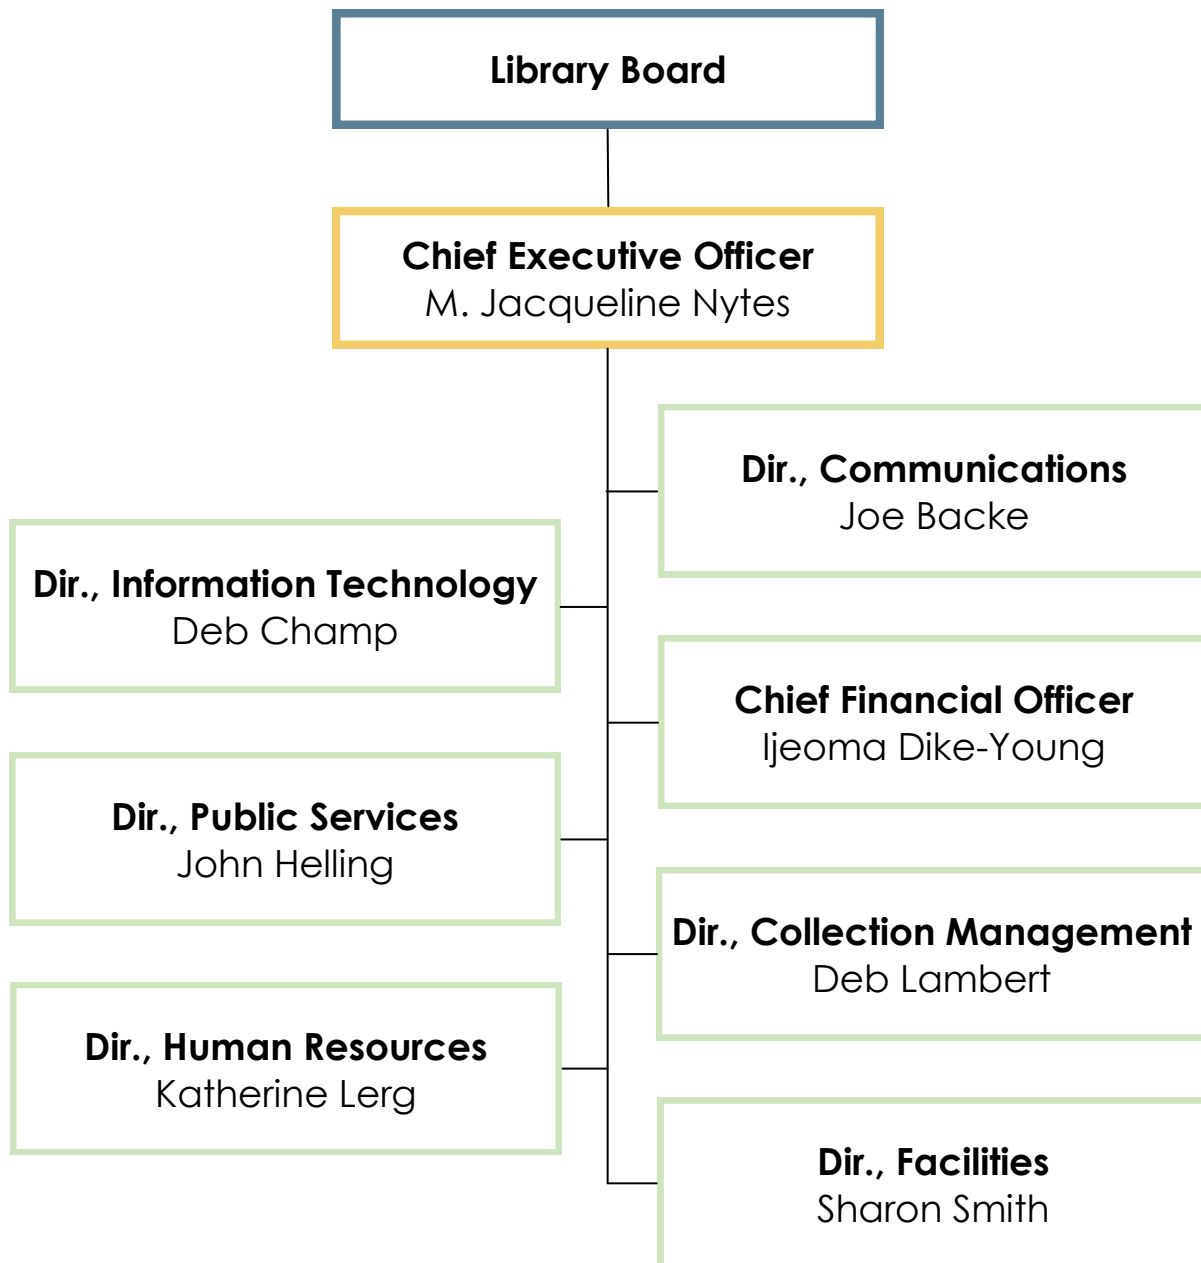 Library Board
Chief Executive Officer
M. Jacqueline Nytes
Dir., Communications
Joe Backe
Dir., Information Technology
Deb Champ
Chief Financial Officer
Ijeoma Dike-Young
Dir., Public Services
John Helling
Dir., Collection Management
Deb Lambert
Dir., Human Resources
Katherine Lerg
Dir., Facilities
Sharon Smith